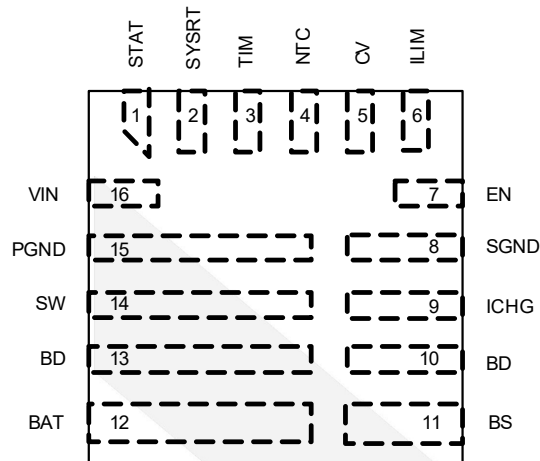 STAT SYSRT TIM NTC CV ILIM
1 2 3 4 5 6
VIN 16 7 EN
PGND 15 8 SGND
SW 14 9 ICHG
BD 13 10 BD
BAT 12 11 BS